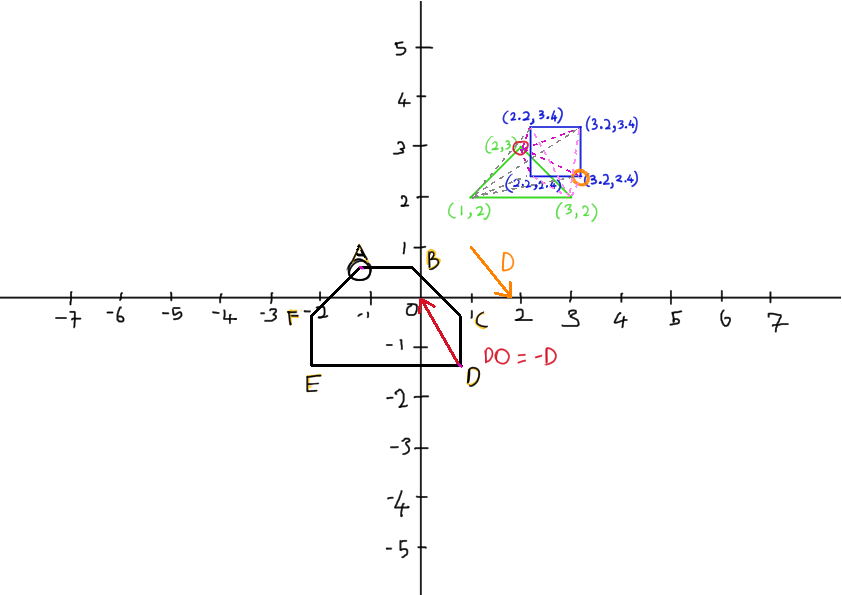 5
4
(2.2, 3.4)
(3.2, 3.4)
3
(2,3)
(2.2, 2.4)
(3.2, 2.4)
2
(1, 2)
(3, 2)
1
A
B
D
-7 -6 -5 -4 -3 -2 -1 0 1 2 3 4 5 6 7
F
C
-1
DO = -D
E
D
-2
-3
-4
-5